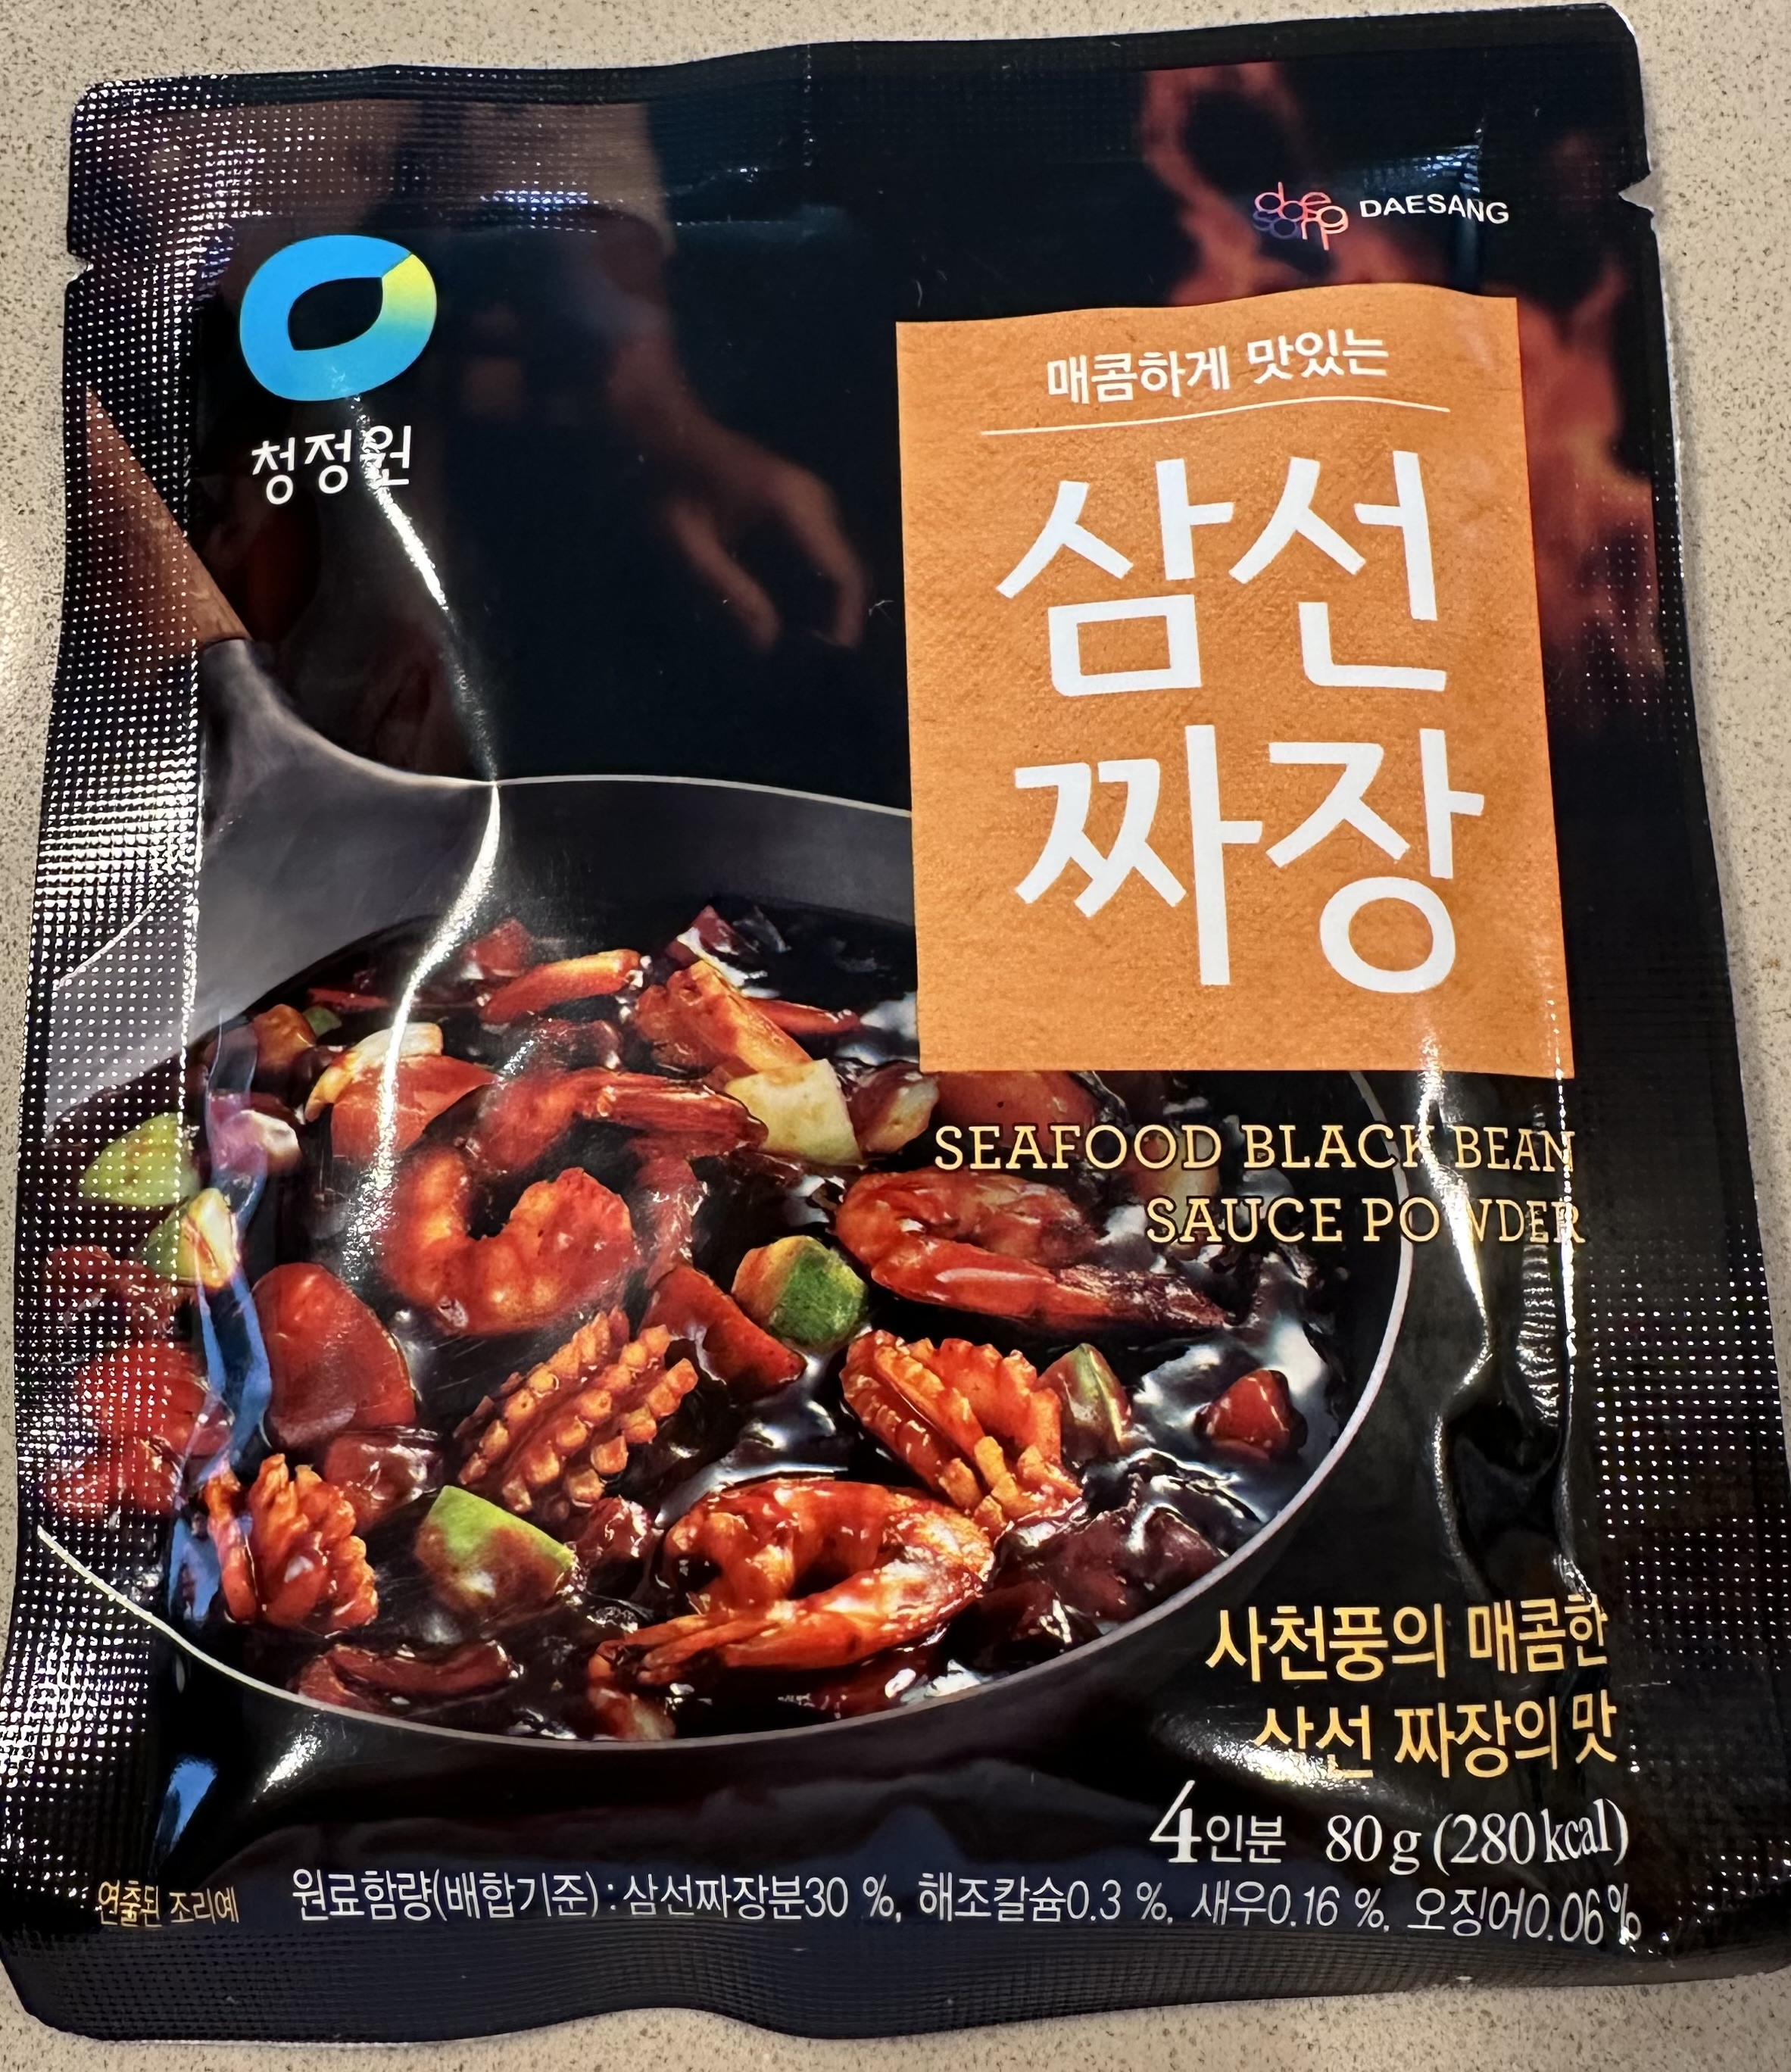 DAESANG
청정원
매콤하게 맛있는
삼선
짜장
SEAFOOD BLACK BEAN
SAUCE POWDER
사천풍의 매콤한
삼선 짜장의 맛
4인분 80g (280kcal)
연출된 조리예
원료함량(배합기준) : 삼선짜장분30 %, 해조칼슘0.3 %, 새우0.16 %, 오징어0.06%